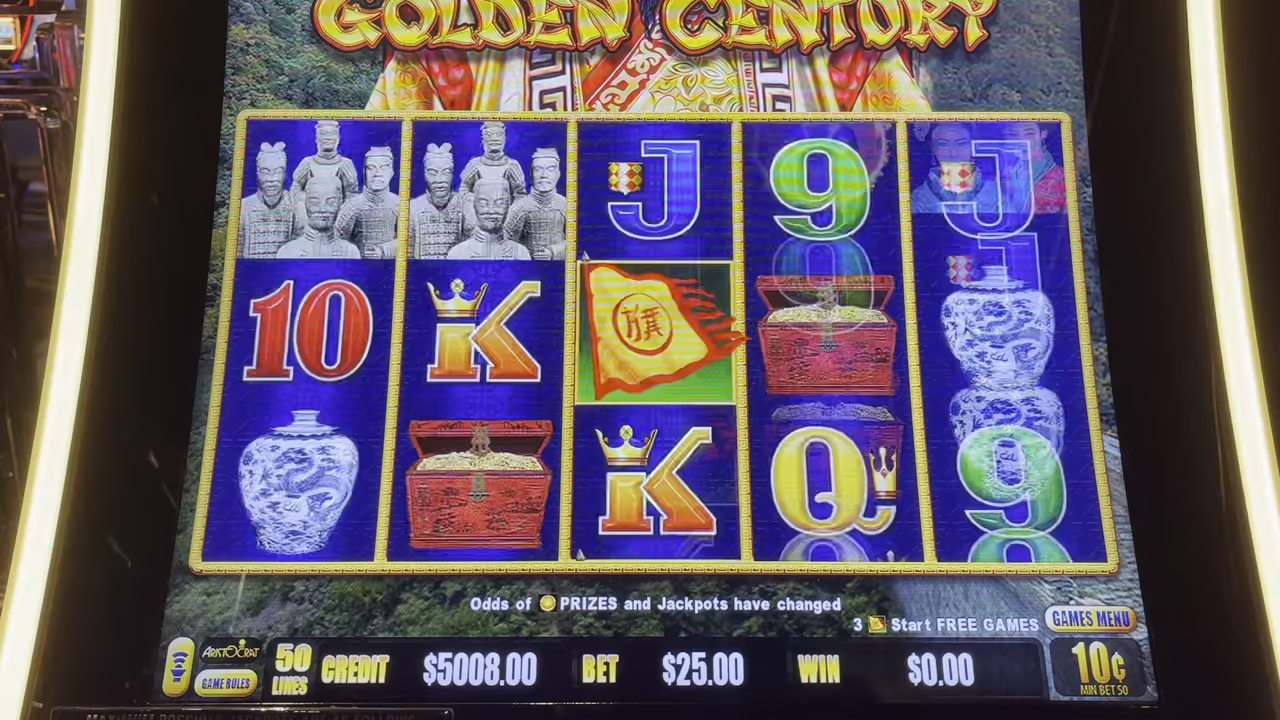 GOLDEN CENTURY
J 9 J
10 K 旗
K Q 9
Odds of PRIZES and Jackpots have changed
3 Start FREE GAMES GAMES MENU
ARISTOCRAT
GAME RULES
50 LINES CREDIT $5008.00 BET $25.00 WIN $0.00 10¢
MIN BET 50